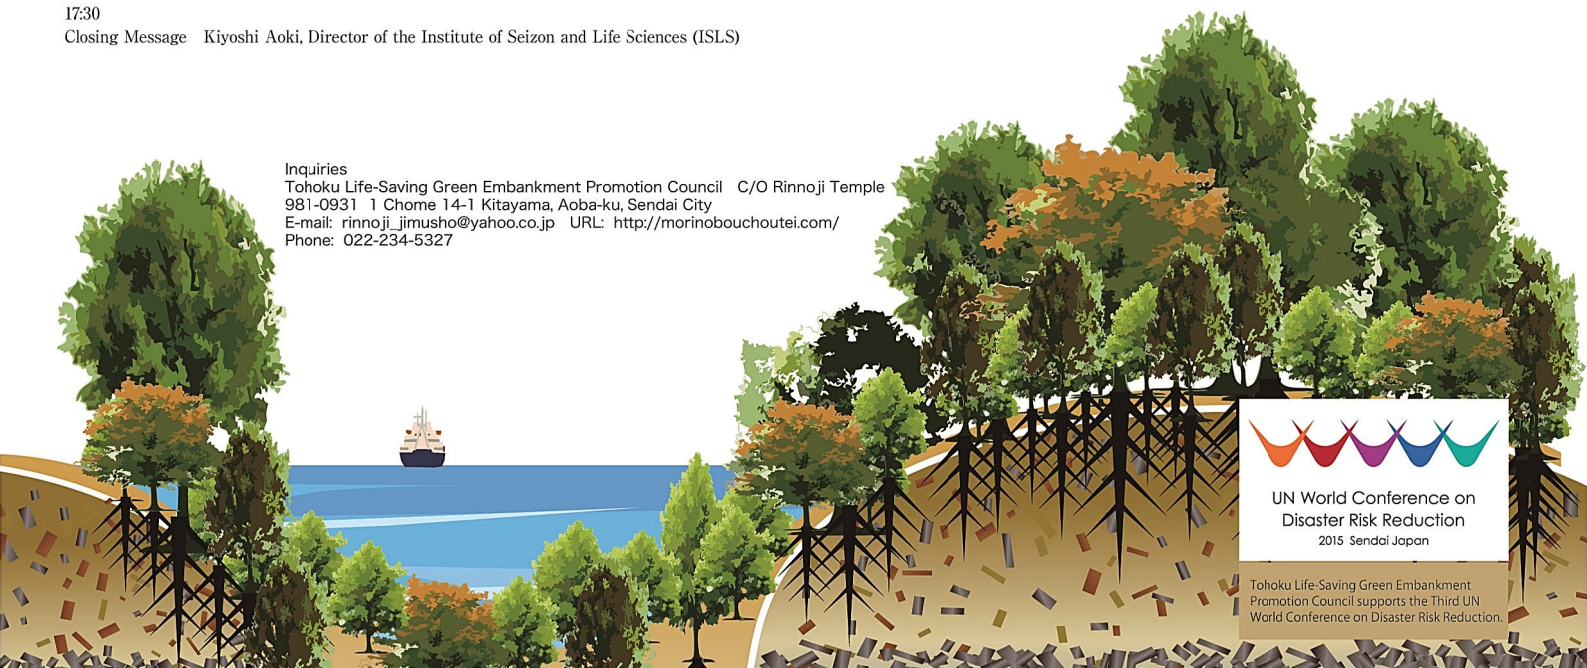 17:30
Closing Message Kiyoshi Aoki, Director of the Institute of Seizon and Life Sciences (ISLS)
Inquiries
Tohoku Life-Saving Green Embankment Promotion Council C/O Rinnoji Temple
981-0931 1 Chome 14-1 Kitayama, Aoba-ku, Sendai City
E-mail: rinnoji_jimusho@yahoo.co.jp URL: http://morinobouchoutei.com/
Phone: 022-234-5327
UN World Conference on
Disaster Risk Reduction
2015 Sendai Japan
Tohoku Life-Saving Green Embankment
Promotion Council supports the Third UN
World Conference on Disaster Risk Reduction.